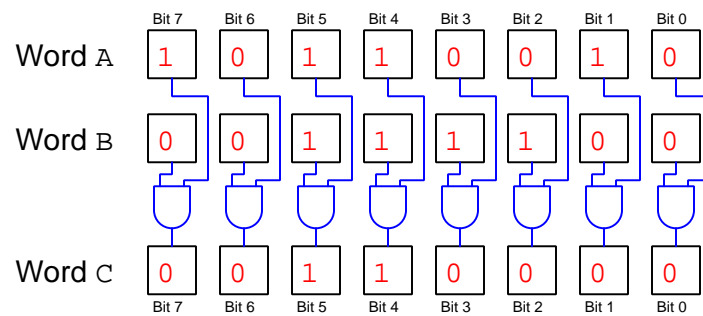 Bit 7 Bit 6 Bit 5 Bit 4 Bit 3 Bit 2 Bit 1 Bit 0
Word A 1 0 1 1 0 0 1 0
Word B 0 0 1 1 1 1 0 0
Word C 0 0 1 1 0 0 0 0
Bit 7 Bit 6 Bit 5 Bit 4 Bit 3 Bit 2 Bit 1 Bit 0